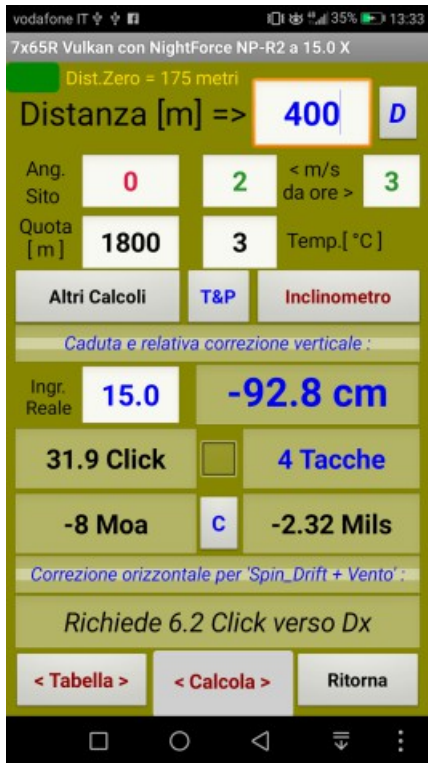 vodafone IT 35% 13:33
7x65R Vulkan con NightForce NP-R2 a 15.0 X
Dist.Zero = 175 metri
Distanza [m] => 400 D
Ang. Sito 0 2 < m/s da ore > 3
Quota [m] 1800 3 Temp.[°C]
Altri Calcoli T&P Inclinometro
Caduta e relativa correzione verticale :
Ingr. Reale 15.0 -92.8 cm
31.9 Click 4 Tacche
-8 Moa C -2.32 Mils
Correzione orizzontale per 'Spin_Drift + Vento' :
Richiede 6.2 Click verso Dx
< Tabella > < Calcola > Ritorna